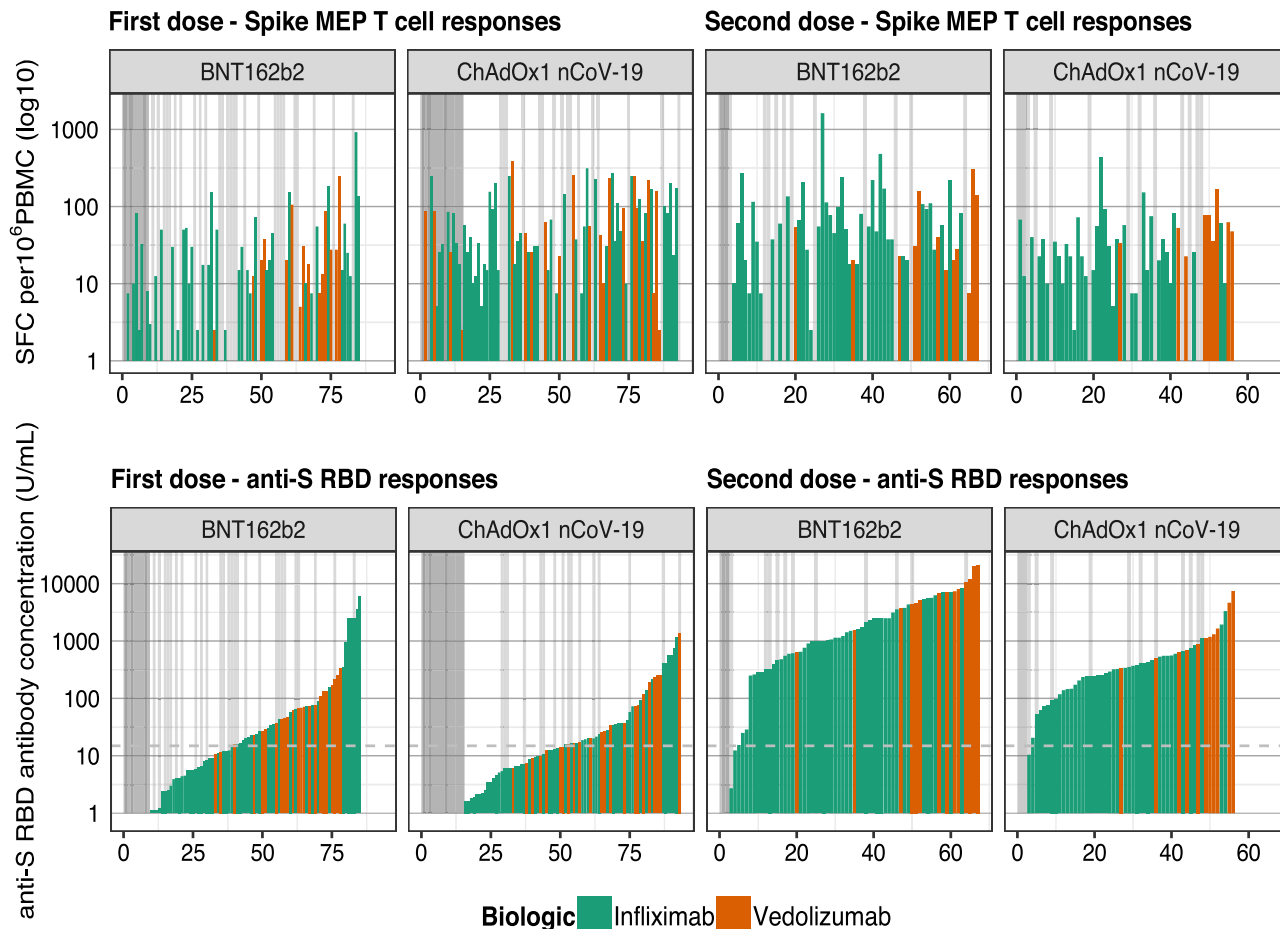 First dose - Spike MEP T cell responses
Second dose - Spike MEP T cell responses
BNT162b2
ChAdOx1 nCoV-19
BNT162b2
ChAdOx1 nCoV-19
SFC per10⁶PBMC (log10)
1000
100
10
1
0 25 50 75
0 25 50 75
0 20 40 60
0 20 40 60
First dose - anti-S RBD responses
Second dose - anti-S RBD responses
BNT162b2
ChAdOx1 nCoV-19
BNT162b2
ChAdOx1 nCoV-19
anti-S RBD antibody concentration (U/mL)
10000
1000
100
10
1
0 25 50 75
0 25 50 75
0 20 40 60
0 20 40 60
Biologic Infliximab Vedolizumab